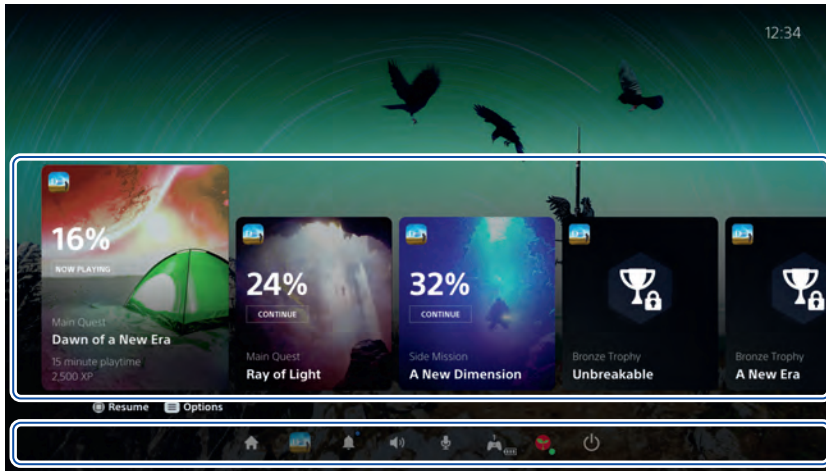 12:34
16%
NOW PLAYING
Main Quest
Dawn of a New Era
15 minute playtime
2,500 XP
24%
CONTINUE
Main Quest
Ray of Light
32%
CONTINUE
Side Mission
A New Dimension
Bronze Trophy
Unbreakable
Bronze Trophy
A New Era
Resume
Options